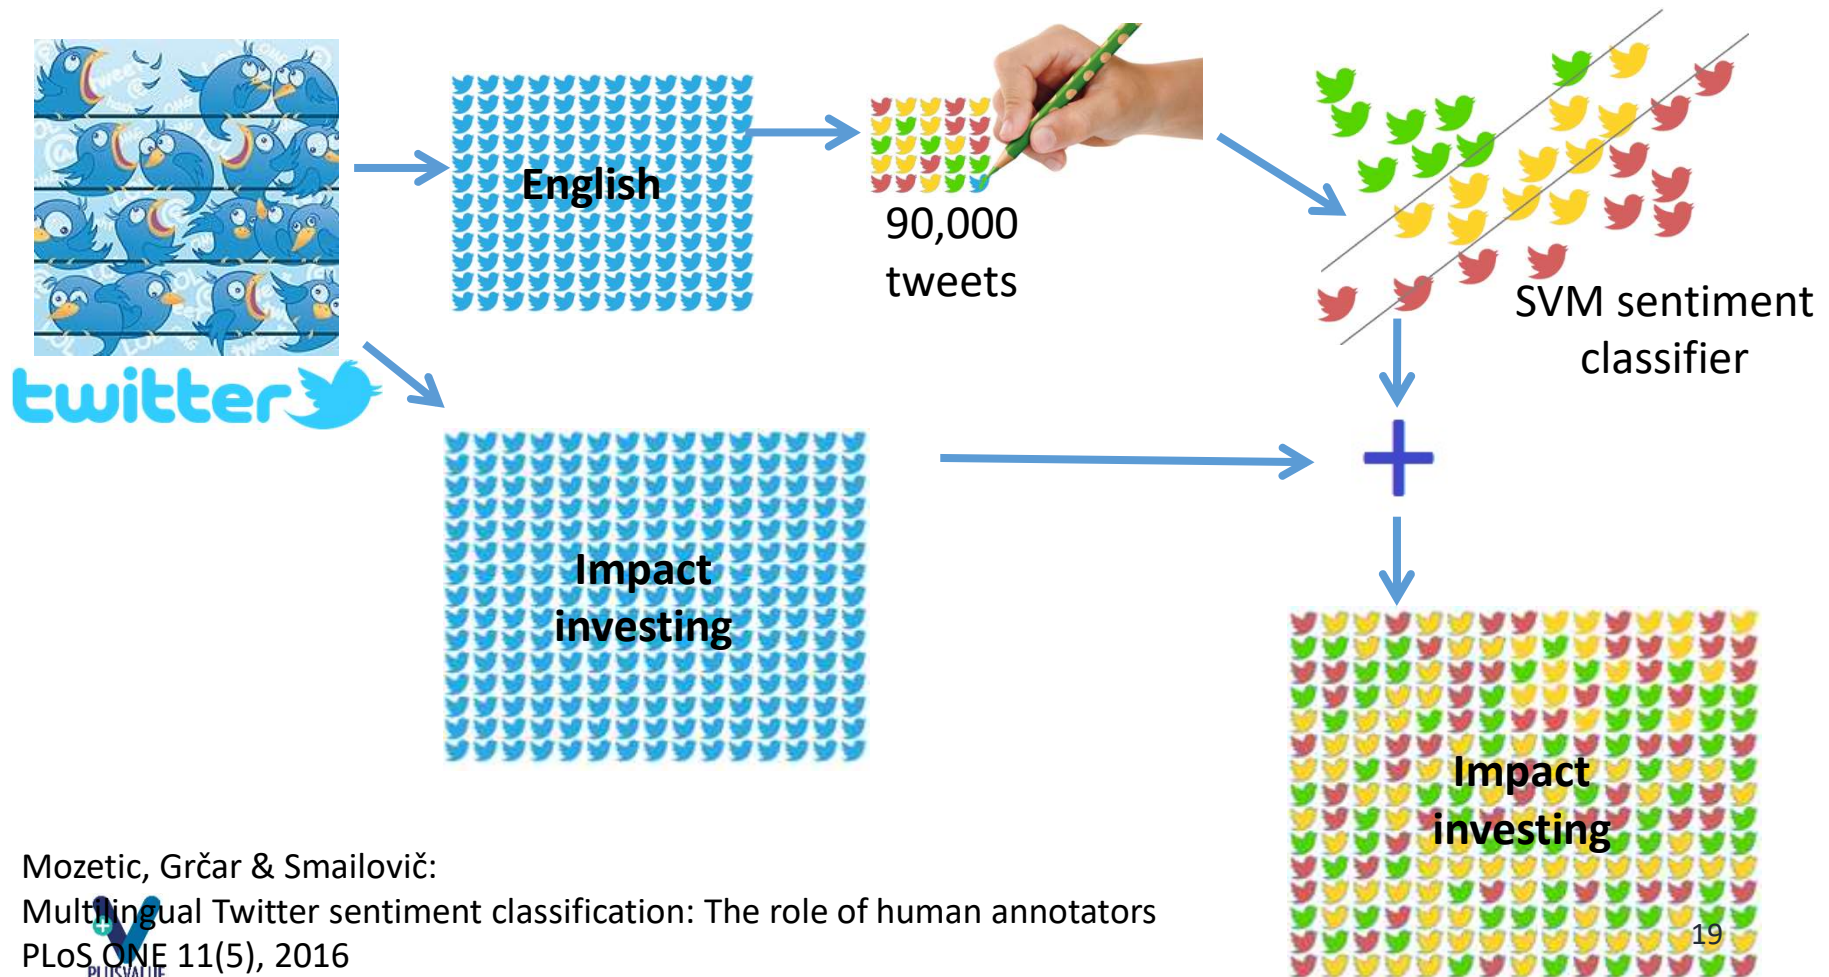 English
90,000
tweets
SVM sentiment
classifier
twitter
Impact
investing
Impact
investing
Mozetic, Grčar & Smailovič:
Multilingual Twitter sentiment classification: The role of human annotators
PLoS ONE 11(5), 2016
PLUSVALUE
19